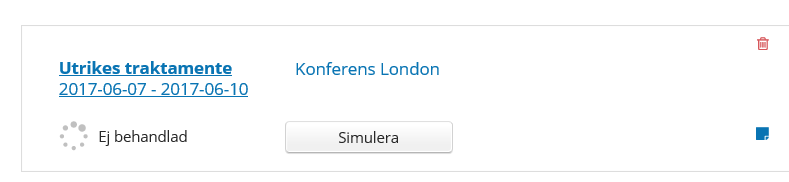 Utrikes traktamente
2017-06-07 - 2017-06-10
Konferens London
Ej behandlad
Simulera